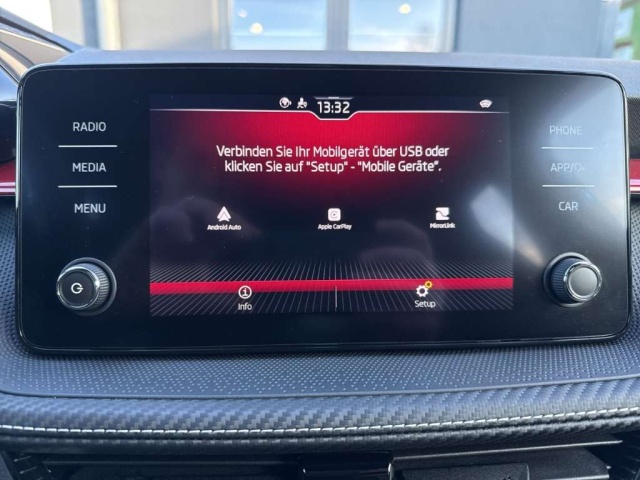 13:32
RADIO
MEDIA
MENU
Verbinden Sie Ihr Mobilgerät über USB oder
klicken Sie auf "Setup" - "Mobile Geräte".
Android Auto
Apple CarPlay
MirrorLink
Info
Setup
PHONE
APP/
CAR